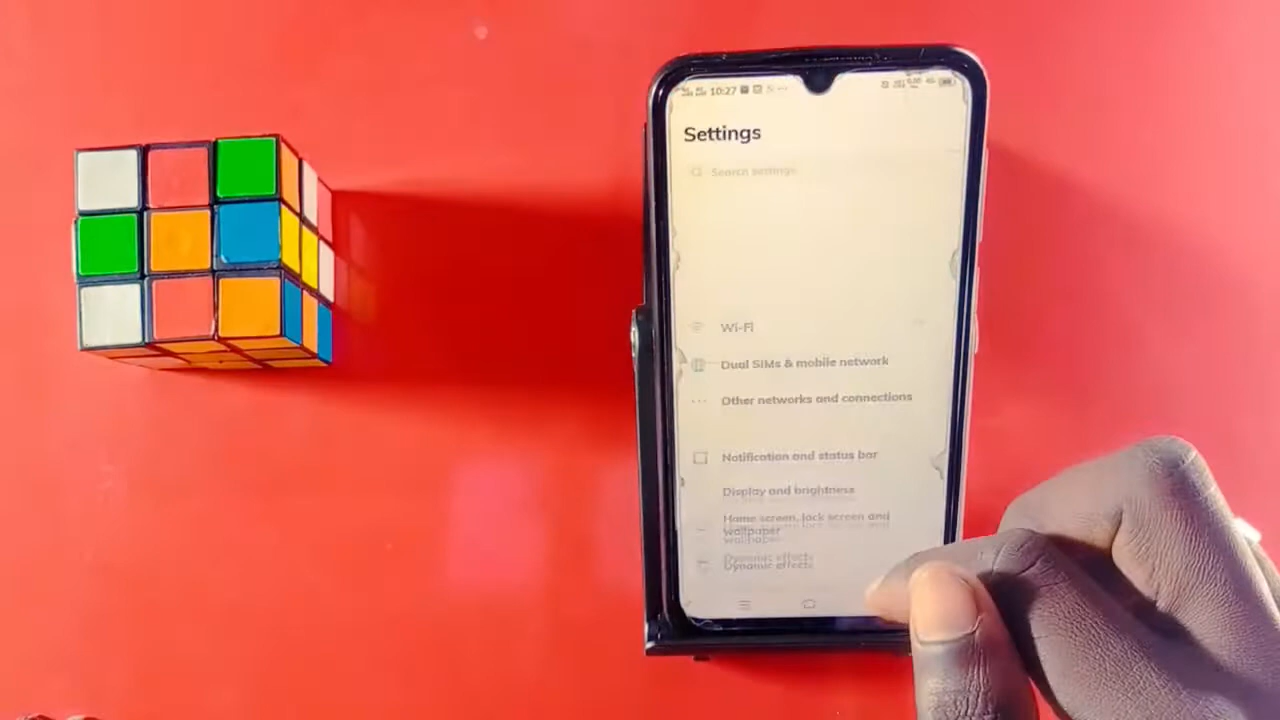 10:27
Settings
Search settings
Wi-Fi
Dual SIMs & mobile network
Other networks and connections
Notification and status bar
Display and brightness
Home screen, lock screen and
wallpaper
Dynamic effects